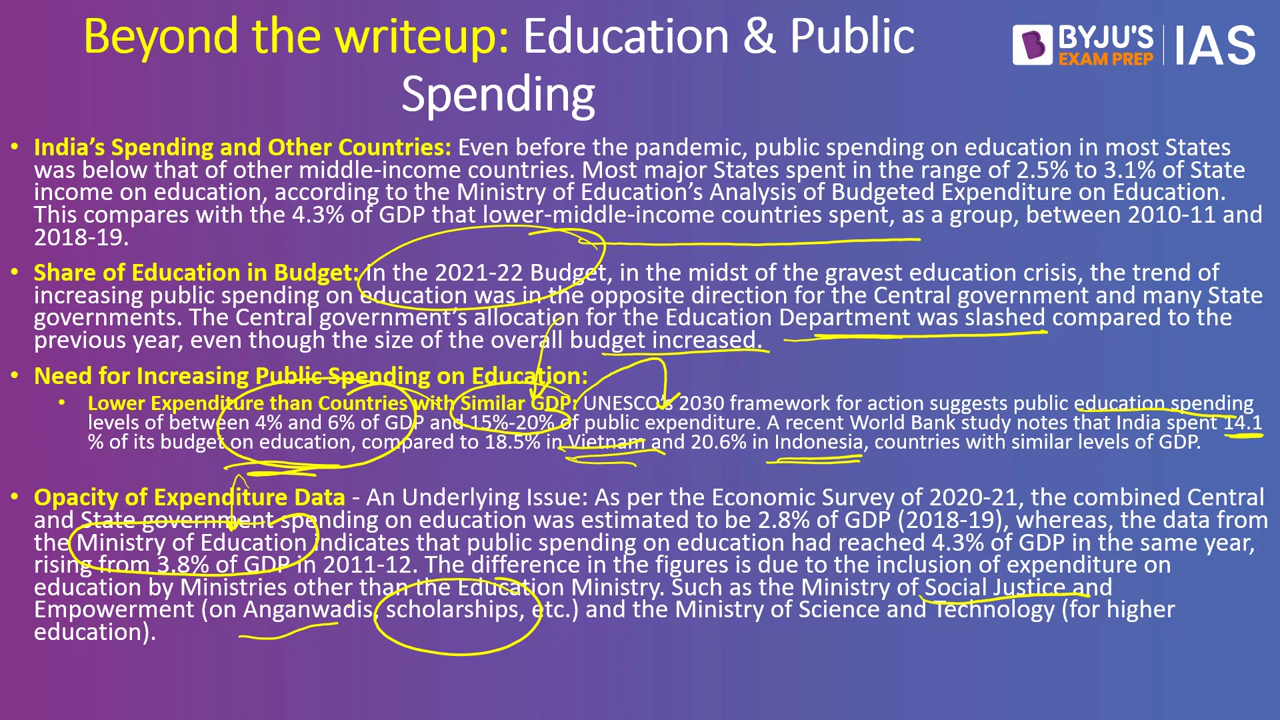 Beyond the writeup: Education & Public
Spending
BYJU'S
EXAM PREP
IAS
• India's Spending and Other Countries: Even before the pandemic, public spending on education in most States
was below that of other middle-income countries. Most major States spent in the range of 2.5% to 3.1% of State
income on education, according to the Ministry of Education's Analysis of Budgeted Expenditure on Education.
This compares with the 4.3% of GDP that lower-middle-income countries spent, as a group, between 2010-11 and
2018-19.
• Share of Education in Budget: In the 2021-22 Budget, in the midst of the gravest education crisis, the trend of
increasing public spending on education was in the opposite direction for the Central government and many State
governments. The Central government's allocation for the Education Department was slashed compared to the
previous year, even though the size of the overall budget increased.
• Need for Increasing Public Spending on Education:
• Lower Expenditure than Countries with Similar GDP: UNESCO's 2030 framework for action suggests public education spending
levels of between 4% and 6% of GDP and 15%-20% of public expenditure. A recent World Bank study notes that India spent 14.1
% of its budget on education, compared to 18.5% in Vietnam and 20.6% in Indonesia, countries with similar levels of GDP.
• Opacity of Expenditure Data - An Underlying Issue: As per the Economic Survey of 2020-21, the combined Central
and State government spending on education was estimated to be 2.8% of GDP (2018-19), whereas, the data from
the Ministry of Education indicates that public spending on education had reached 4.3% of GDP in the same year,
rising from 3.8% of GDP in 2011-12. The difference in the figures is due to the inclusion of expenditure on
education by Ministries other than the Education Ministry. Such as the Ministry of Social Justice and
Empowerment (on Anganwadis, scholarships, etc.) and the Ministry of Science and Technology (for higher
education).